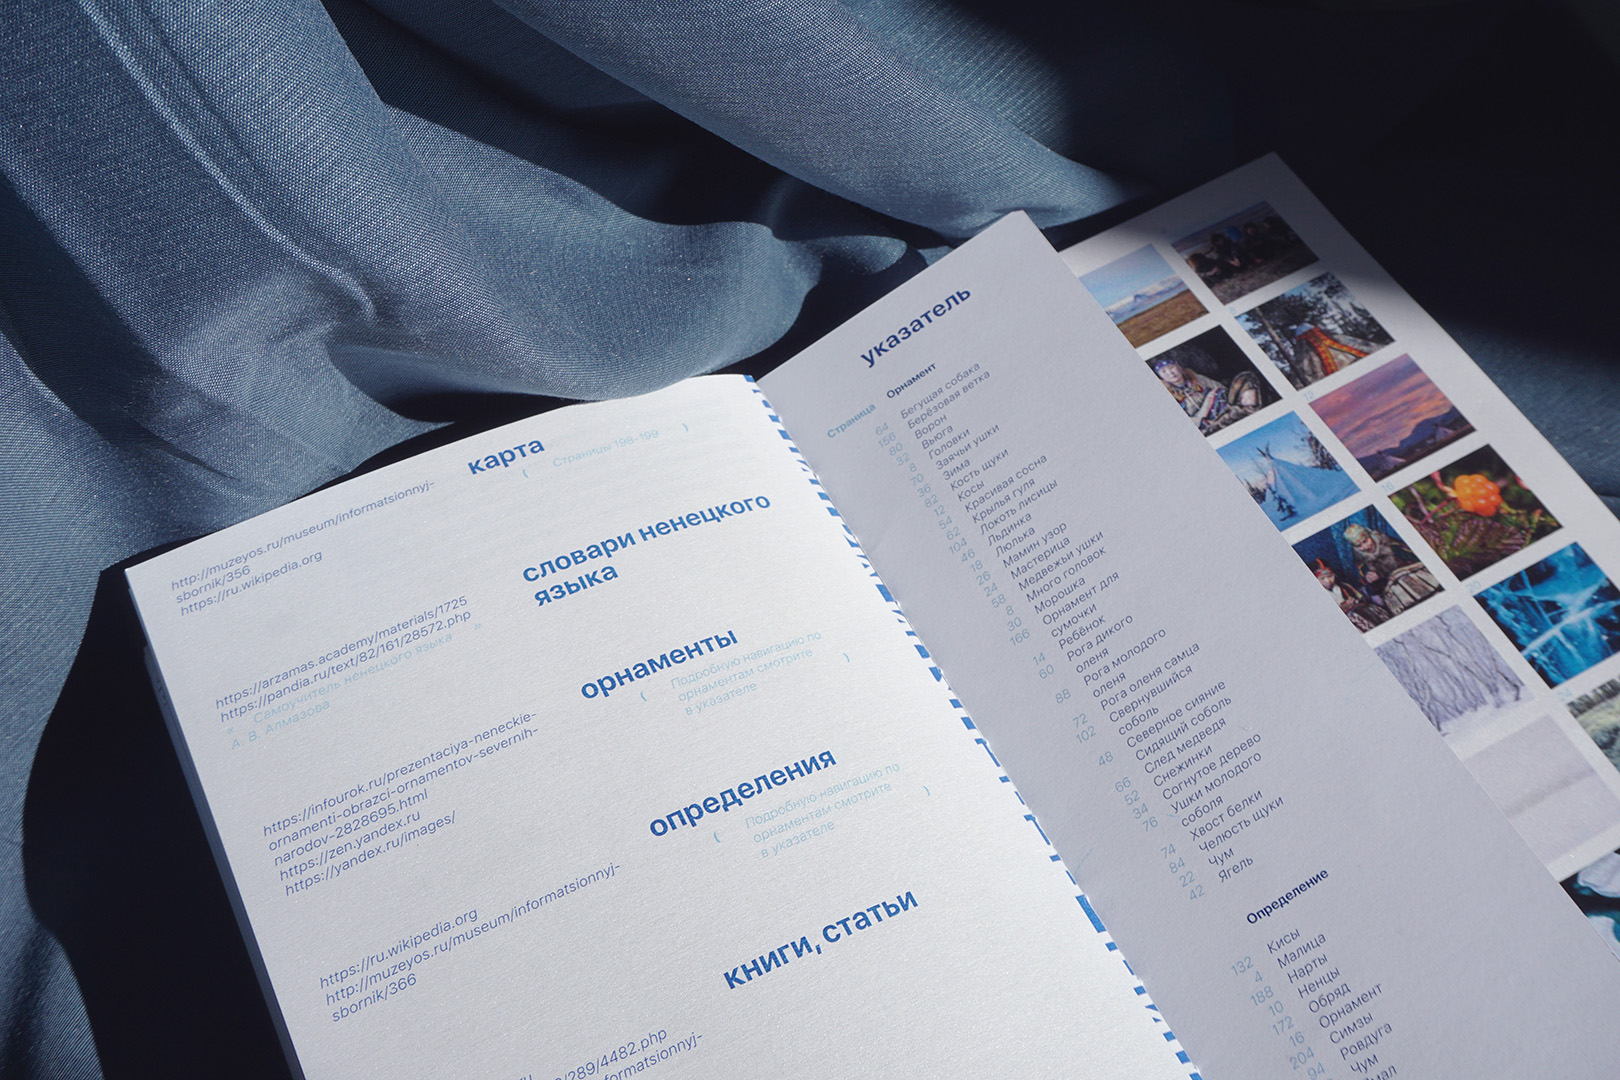 карта
( Страницы 198-199 )
http://muzeyos.ru/museum/informatsionnyj-
sbornik/356
https://ru.wikipedia.org
словари ненецкого
языка
https://arzamas.academy/materials/1725
https://pandia.ru/text/82/161/28572.php
« Самоучитель ненецкого языка »
А. В. Алмазова
орнаменты
( Подробную навигацию по )
орнаментам смотрите
в указателе
https://infourok.ru/prezentaciya-neneckie-
ornamenti-obrazci-ornamentov-severnih-
narodov-2828695.html
https://zen.yandex.ru
https://yandex.ru/images/
определения
( Подробную навигацию по )
орнаментам смотрите
в указателе
https://ru.wikipedia.org
http://muzeyos.ru/museum/informatsionnyj-
sbornik/366
книги, статьи
/289/4482.php
formatsionnyj-
указатель
Страница Орнамент
64 Бегущая собака
156 Берёзовая ветка
80 Ворон
32 Вьюга
8 Головки
70 Заячьи ушки
36 Зима
82 Кость щуки
12 Косы
54 Красивая сосна
62 Крылья гуля
104 Локоть лисицы
46 Льдинка
18 Люлька
26 Мамин узор
24 Мастерица
58 Медвежьи ушки
8 Много головок
30 Морошка
166 Орнамент для
сумочки
14 Ребёнок
60 Рога дикого
оленя
88 Рога молодого
оленя
72 Рога оленя самца
102 Свернувшийся
соболь
48 Северное сияние
Сидящий соболь
66 След медведя
52 Снежинки
34 Согнутое дерево
76 Ушки молодого
соболя
74 Хвост белки
84 Челюсть щуки
22 Чум
42 Ягель
Определение
132 Кисы
4 Малица
188 Нарты
10 Ненцы
172 Обряд
16 Орнамент
204 Симзы
94 Ровдуга
Чум